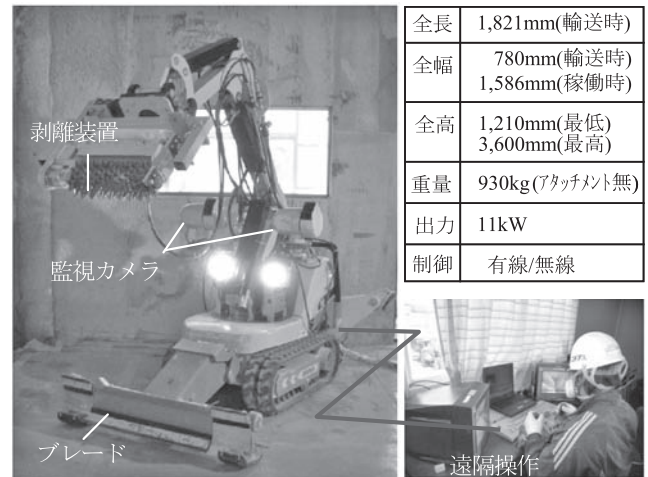 剥離装置
監視カメラ
ブレード
全長 1,821mm(輸送時)
全幅 780mm(輸送時)
1,586mm(稼働時)
全高 1,210mm(最低)
3,600mm(最高)
重量 930kg(ｱﾀｯﾁﾒﾝﾄ無)
出力 11kW
制御 有線/無線
遠隔操作